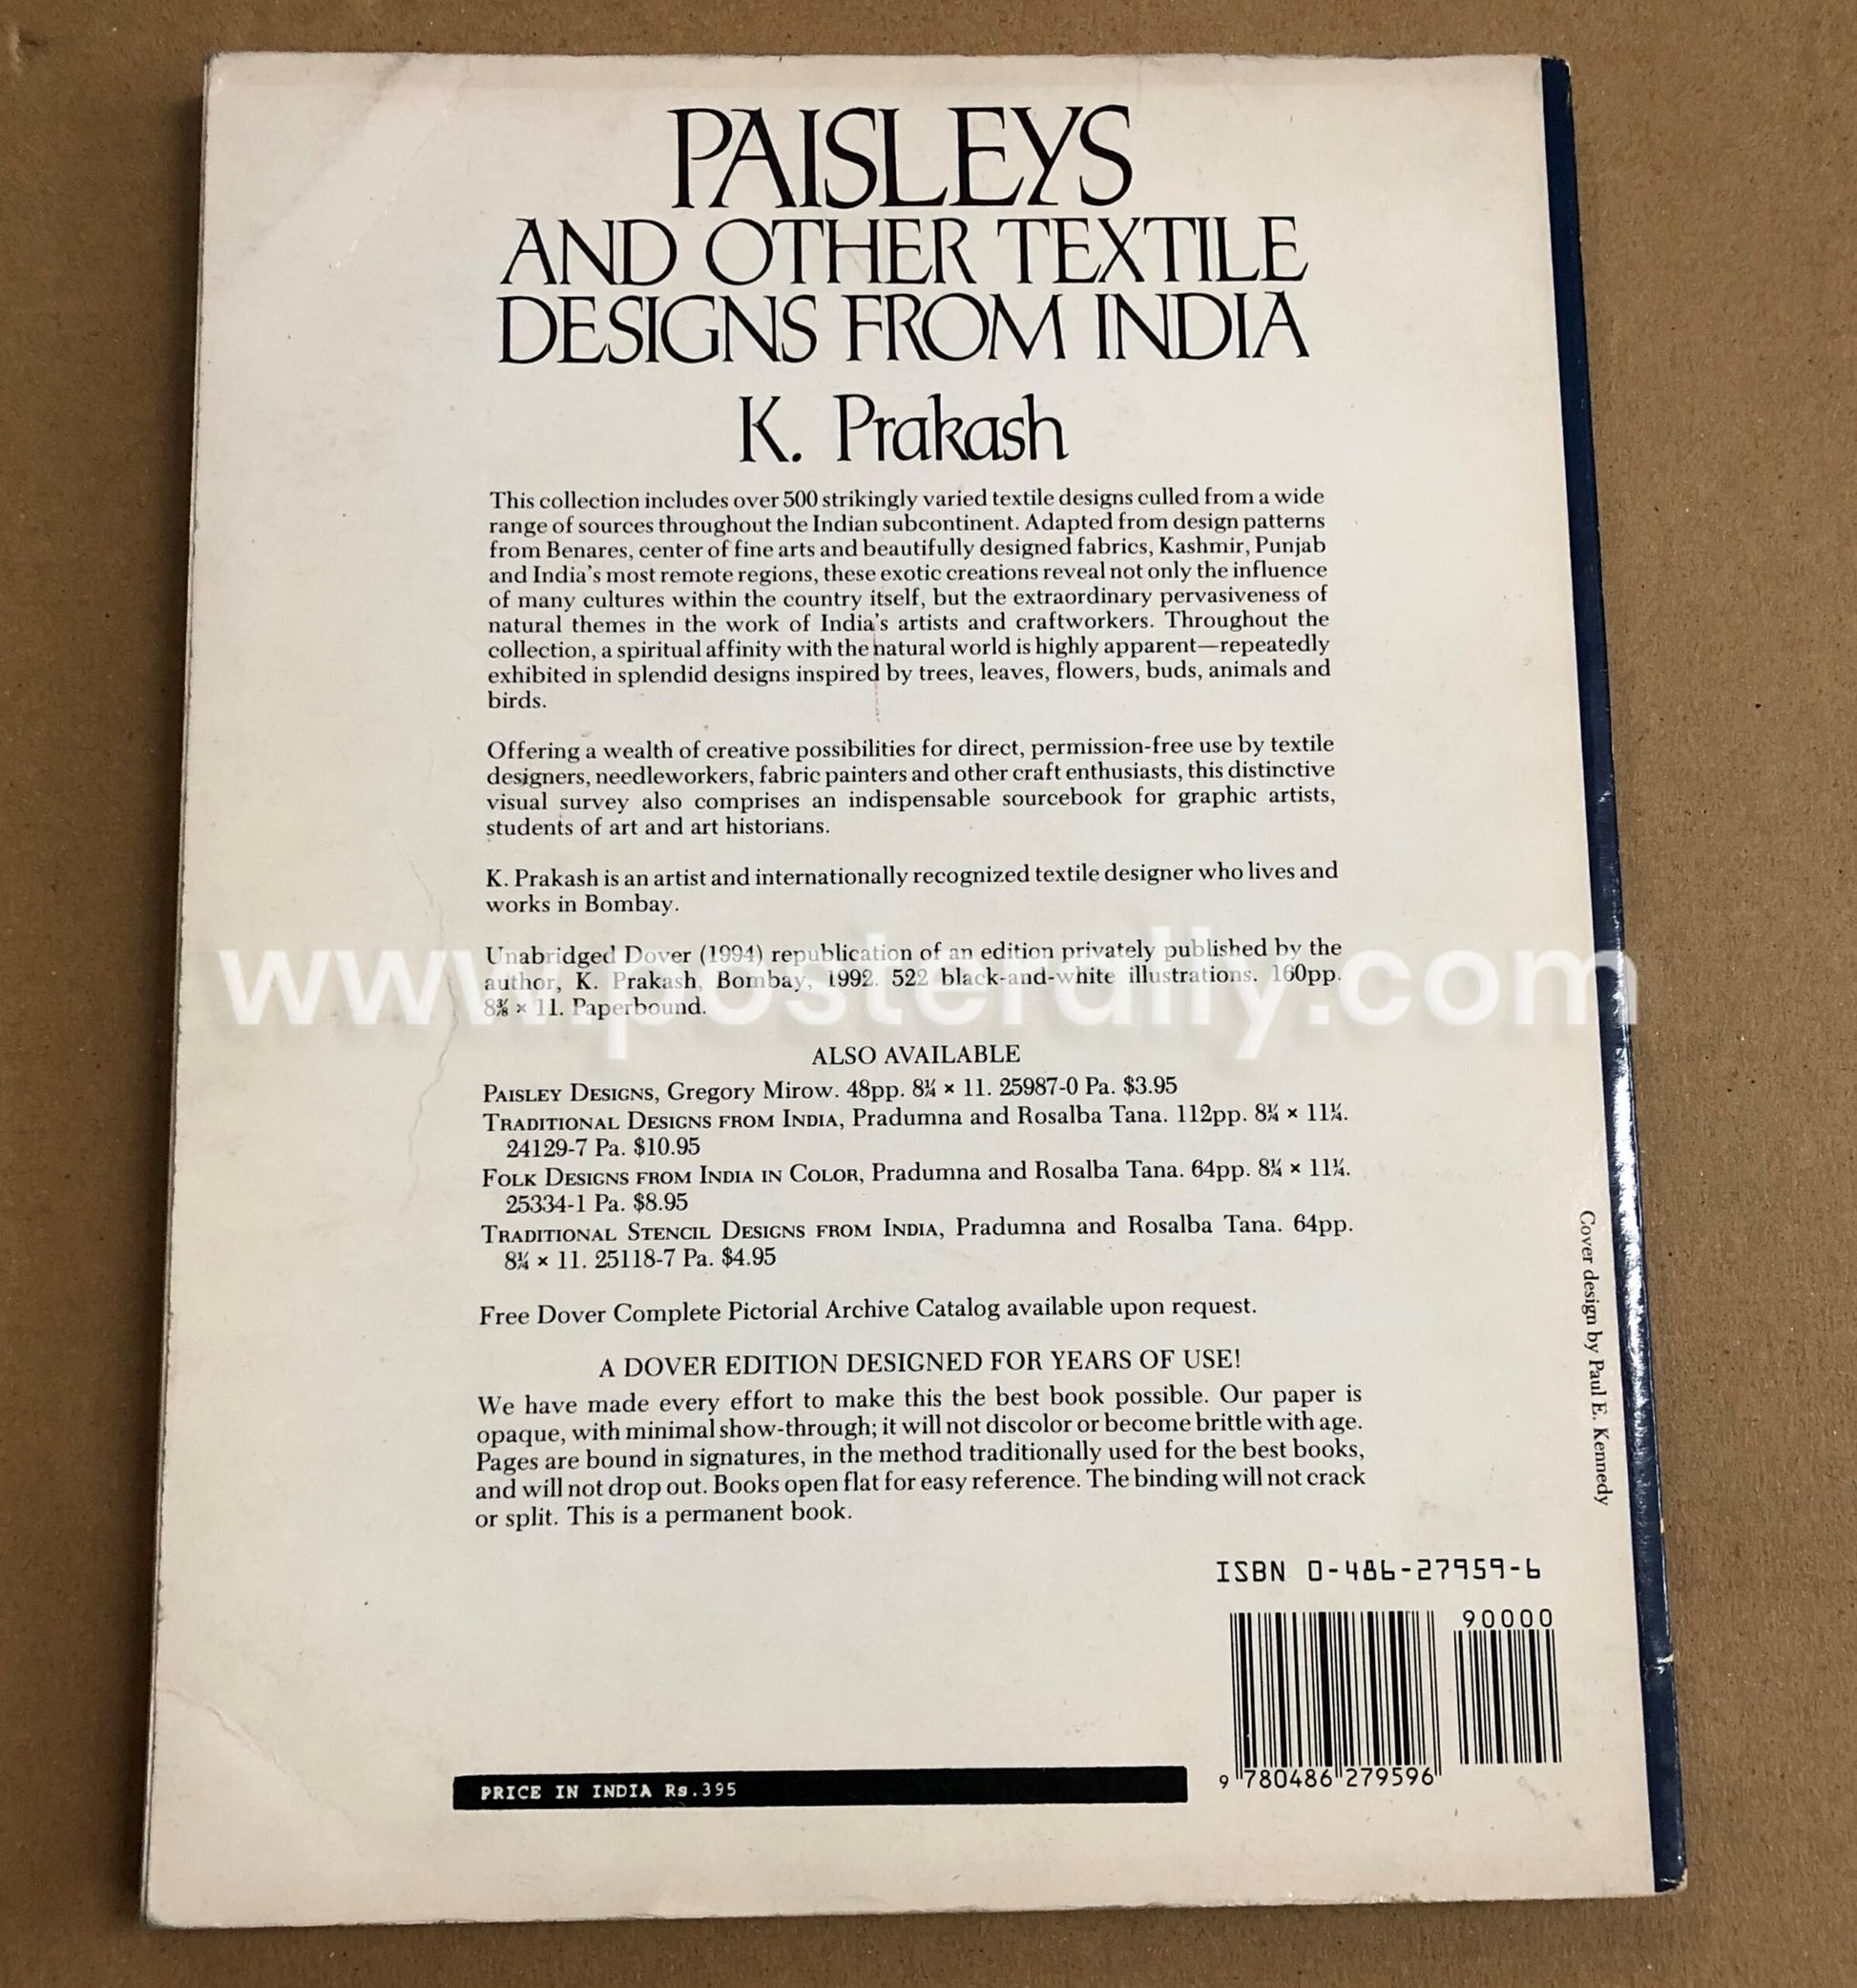 PAISLEYS
AND OTHER TEXTILE
DESIGNS FROM INDIA
K. Prakash
This collection includes over 500 strikingly varied textile designs culled from a wide
range of sources throughout the Indian subcontinent. Adapted from design patterns
from Benares, center of fine arts and beautifully designed fabrics, Kashmir, Punjab
and India's most remote regions, these exotic creations reveal not only the influence
of many cultures within the country itself, but the extraordinary pervasiveness of
natural themes in the work of India's artists and craftworkers. Throughout the
collection, a spiritual affinity with the natural world is highly apparent—repeatedly
exhibited in splendid designs inspired by trees, leaves, flowers, buds, animals and
birds.
Offering a wealth of creative possibilities for direct, permission-free use by textile
designers, needleworkers, fabric painters and other craft enthusiasts, this distinctive
visual survey also comprises an indispensable sourcebook for graphic artists,
students of art and art historians.
K. Prakash is an artist and internationally recognized textile designer who lives and
works in Bombay.
Unabridged Dover (1994) republication of an edition privately published by the
author, K. Prakash, Bombay, 1992. 522 black-and-white illustrations. 160pp.
8⅜ × 11. Paperbound.
ALSO AVAILABLE
PAISLEY DESIGNS, Gregory Mirow. 48pp. 8¼ × 11. 25987-0 Pa. $3.95
TRADITIONAL DESIGNS FROM INDIA, Pradumna and Rosalba Tana. 112pp. 8¼ × 11¼.
24129-7 Pa. $10.95
FOLK DESIGNS FROM INDIA IN COLOR, Pradumna and Rosalba Tana. 64pp. 8¼ × 11¼.
25334-1 Pa. $8.95
TRADITIONAL STENCIL DESIGNS FROM INDIA, Pradumna and Rosalba Tana. 64pp.
8¼ × 11. 25118-7 Pa. $4.95
Free Dover Complete Pictorial Archive Catalog available upon request.
A DOVER EDITION DESIGNED FOR YEARS OF USE!
We have made every effort to make this the best book possible. Our paper is
opaque, with minimal show-through; it will not discolor or become brittle with age.
Pages are bound in signatures, in the method traditionally used for the best books,
and will not drop out. Books open flat for easy reference. The binding will not crack
or split. This is a permanent book.
Cover design by Paul E. Kennedy
ISBN 0-486-27959-6
90000
9 780486 279596
PRICE IN INDIA Rs.395